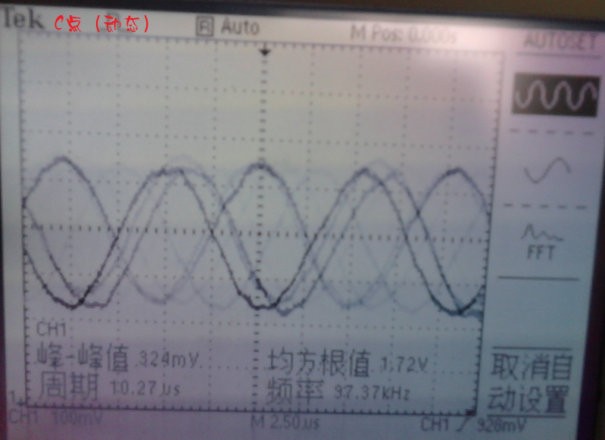 Tek C点（动态）
R Auto M Pos: 0.000s AUTOSET
FFT
CH1
峰-峰值 324mV 均方根值 1.72V
周期 10.27us 频率 97.37kHz
取消自
动设置
CH1 100mV M 2.50us CH1 928mV